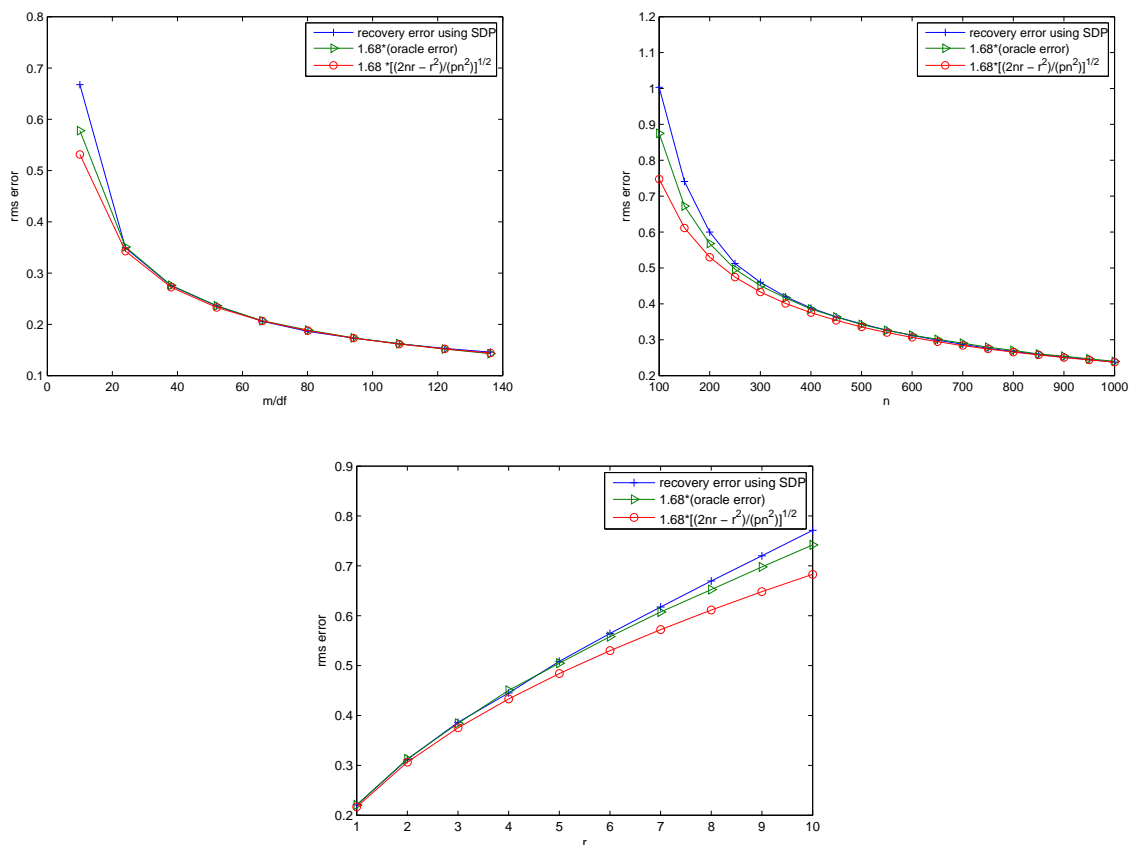 0.8
0.7
0.6
0.5
0.4
0.3
0.2
0.1
rms error
0 20 40 60 80 100 120 140
m/df
recovery error using SDP
1.68*(oracle error)
1.68 *[(2nr − r²)/(pn²)]^1/2
1.2
1.1
1
0.9
0.8
0.7
0.6
0.5
0.4
0.3
0.2
rms error
100 200 300 400 500 600 700 800 900 1000
n
recovery error using SDP
1.68*(oracle error)
1.68*[(2nr − r²)/(pn²)]^1/2
0.9
0.8
0.7
0.6
0.5
0.4
0.3
0.2
rms error
1 2 3 4 5 6 7 8 9 10
r
recovery error using SDP
1.68*(oracle error)
1.68*[(2nr − r²)/(pn²)]^1/2